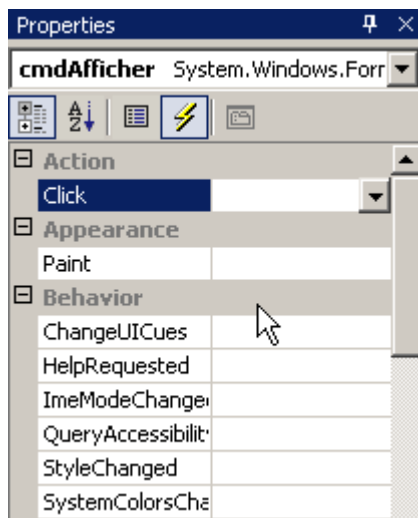 Properties
cmdAfficher System.Windows.Forr
A
Z
Action
Click
Appearance
Paint
Behavior
ChangeUICues
HelpRequested
ImeModeChange
QueryAccessibilit
StyleChanged
SystemColorsCha